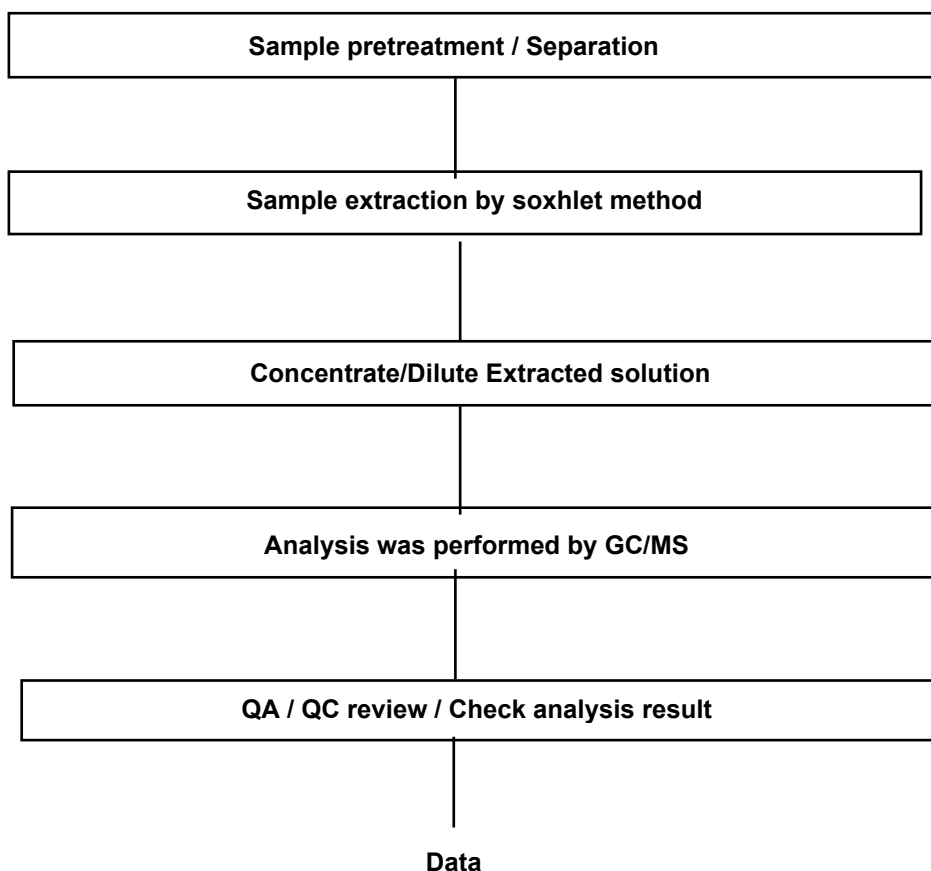 Sample pretreatment / Separation
Sample extraction by soxhlet method
Concentrate/Dilute Extracted solution
Analysis was performed by GC/MS
QA / QC review / Check analysis result
Data